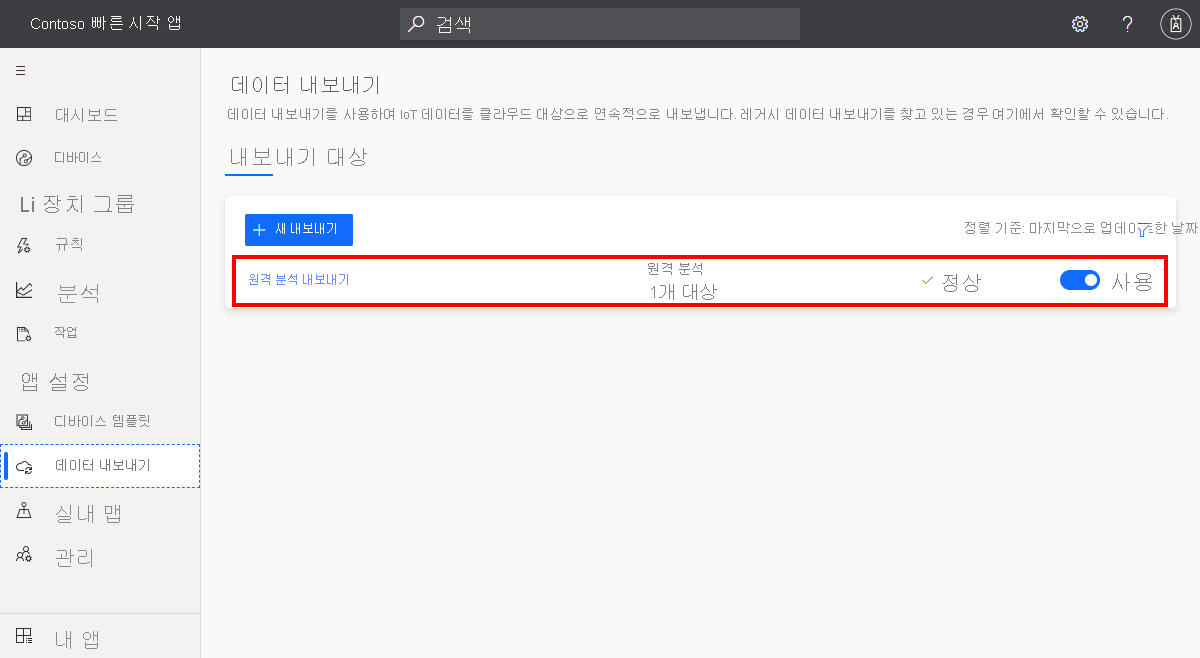 Contoso 빠른 시작 앱
검색
대시보드
디바이스
Li 장치 그룹
규칙
분석
작업
앱 설정
디바이스 템플릿
데이터 내보내기
실내 맵
관리
내 앱
데이터 내보내기
데이터 내보내기를 사용하여 IoT 데이터를 클라우드 대상으로 연속적으로 내보냅니다. 레거시 데이터 내보내기를 찾고 있는 경우 여기에서 확인할 수 있습니다.
내보내기 대상
+ 새 내보내기
정렬 기준: 마지막으로 업데이트한 날짜
원격 분석 내보내기
원격 분석
1개 대상
정상
사용